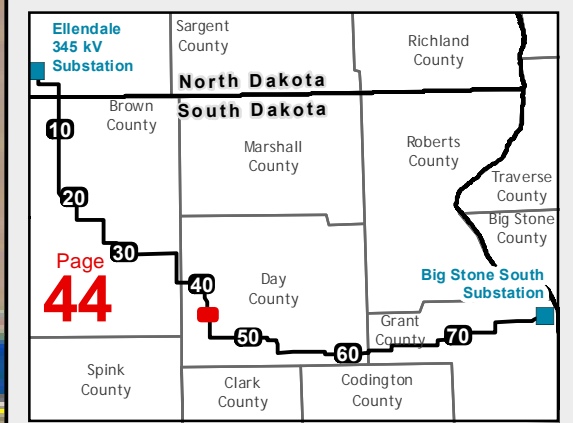 Ellendale
345 kV
Substation
Sargent
County
Richland
County
North Dakota
South Dakota
Brown
County
10
Marshall
County
Roberts
County
Traverse
County
20
Big Stone
County
30
Page
44
40
Day
County
Big Stone South
Substation
50
60
Grant
County
70
Spink
County
Clark
County
Codington
County